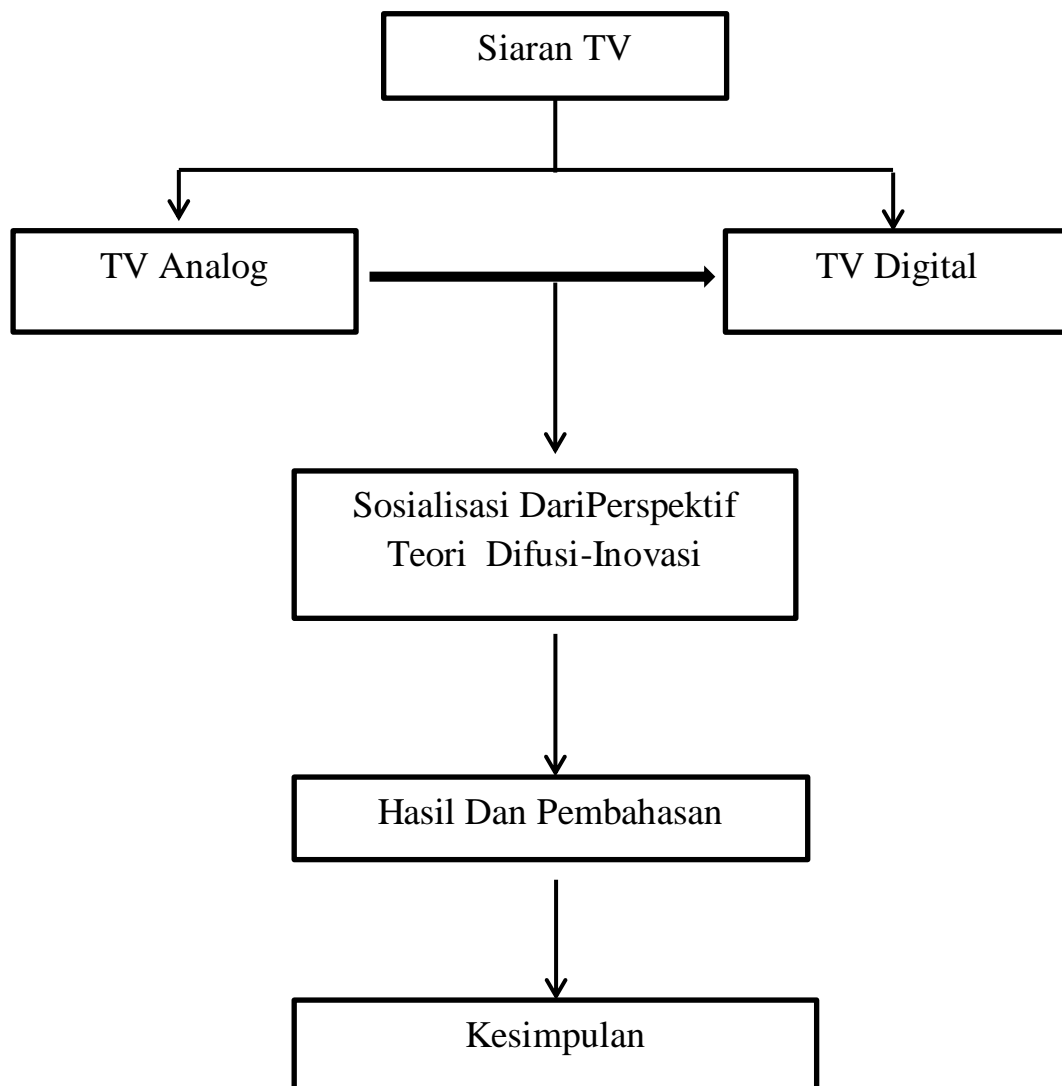 Siaran TV
TV Analog
TV Digital
Sosialisasi DariPerspektif
Teori Difusi-Inovasi
Hasil Dan Pembahasan
Kesimpulan